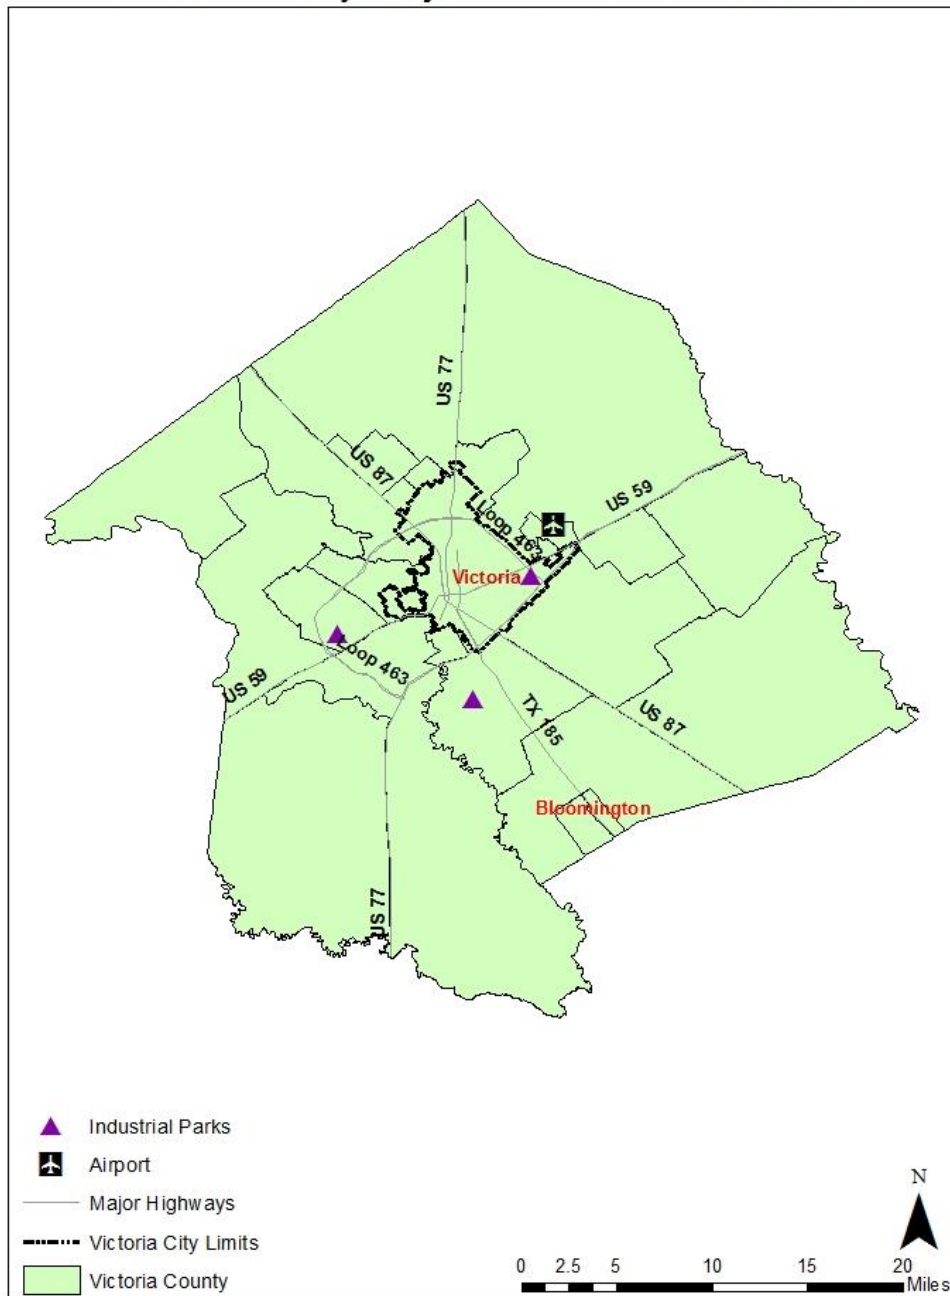 US 77
US 87
Loop 463
US 59
Victoria
Loop 463
US 59
TX 185
US 87
Bloomington
US 77
Industrial Parks
Airport
Major Highways
Victoria City Limits
Victoria County
N
0 2.5 5 10 15 20
Miles